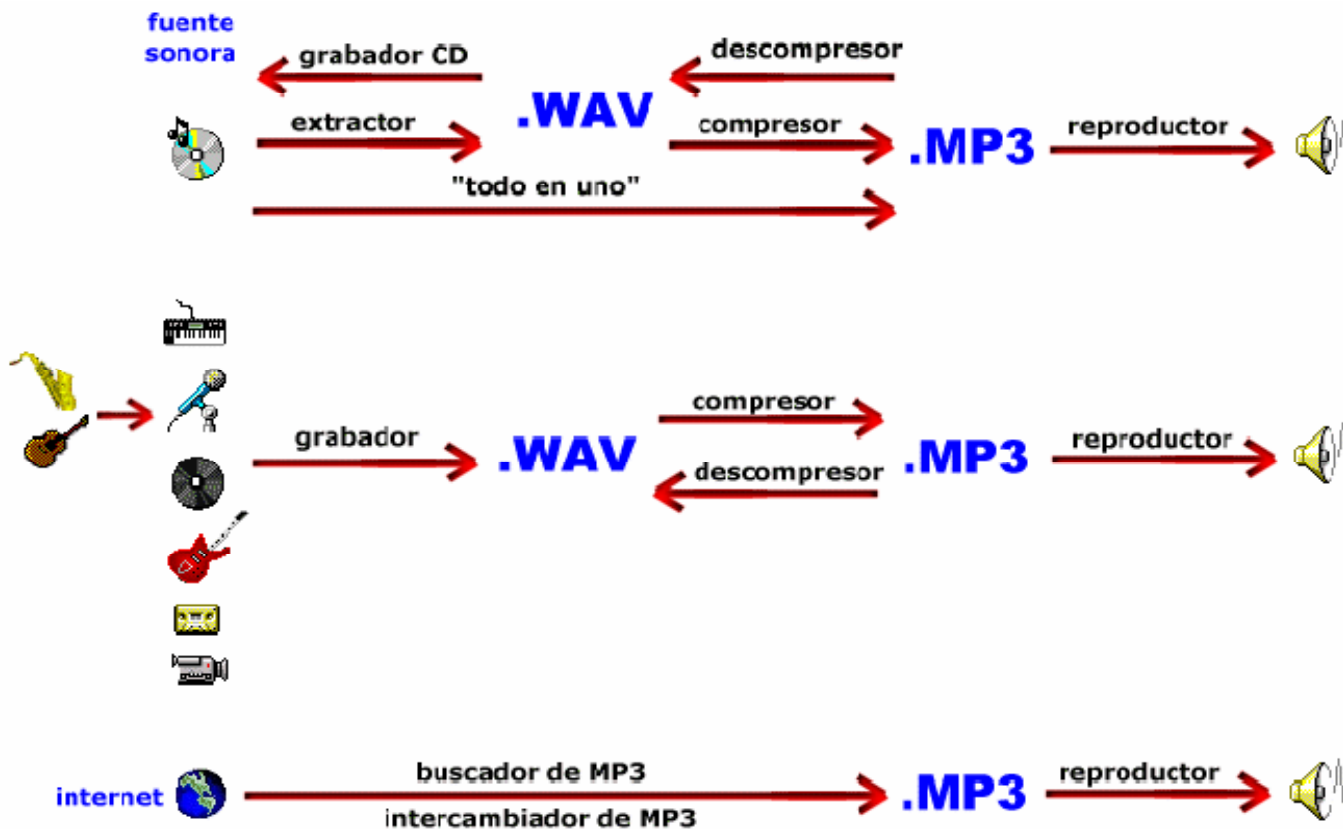 fuente
sonora
grabador CD
descompresor
.WAV
extractor
compresor
.MP3
reproductor
"todo en uno"
compresor
grabador
.WAV
descompresor
.MP3
reproductor
internet
buscador de MP3
intercambiador de MP3
.MP3
reproductor